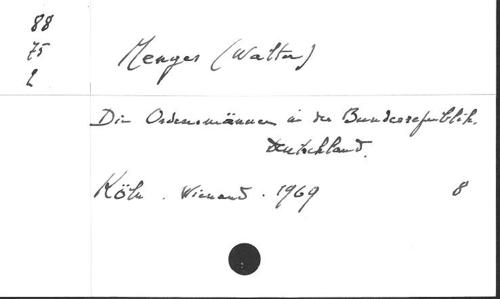 88
75
2
Menges (Walter)
Die Ordensmänner in der Bundesrepublik
Deutschland.
Köln. Wienand. 1969 8